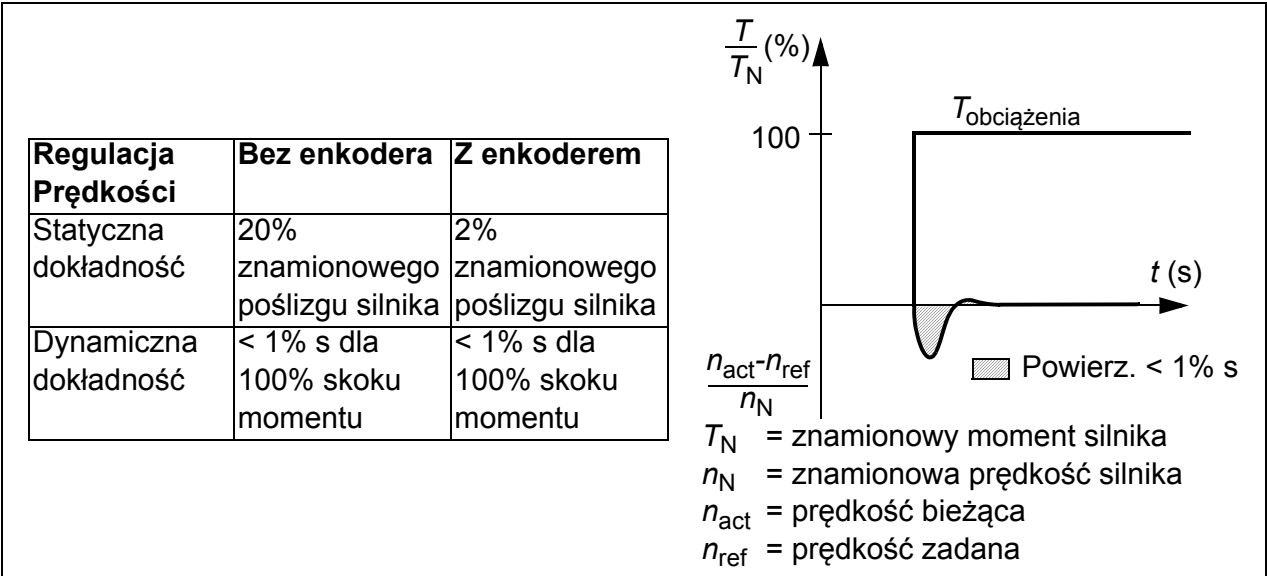 Regulacja Prędkości
Bez enkodera
Z enkoderem
Statyczna dokładność
20% znamionowego poślizgu silnika
2% znamionowego poślizgu silnika
Dynamiczna dokładność
< 1% s dla 100% skoku momentu
< 1% s dla 100% skoku momentu
T
T_N
(%)
T_obciążenia
100
t (s)
n_act-n_ref
n_N
Powierz. < 1% s
T_N = znamionowy moment silnika
n_N = znamionowa prędkość silnika
n_act = prędkość bieżąca
n_ref = prędkość zadana